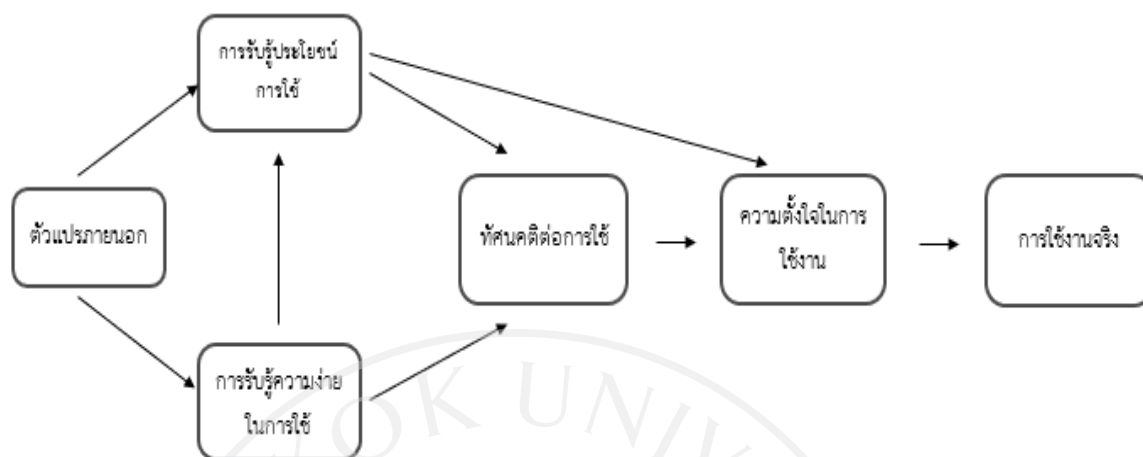 การรับรู้ประโยชน์
การใช้
ตัวแปรภายนอก
ทัศนคติต่อการใช้
ความตั้งใจในการ
ใช้งาน
การใช้งานจริง
การรับรู้ความง่าย
ในการใช้
OK UNIV